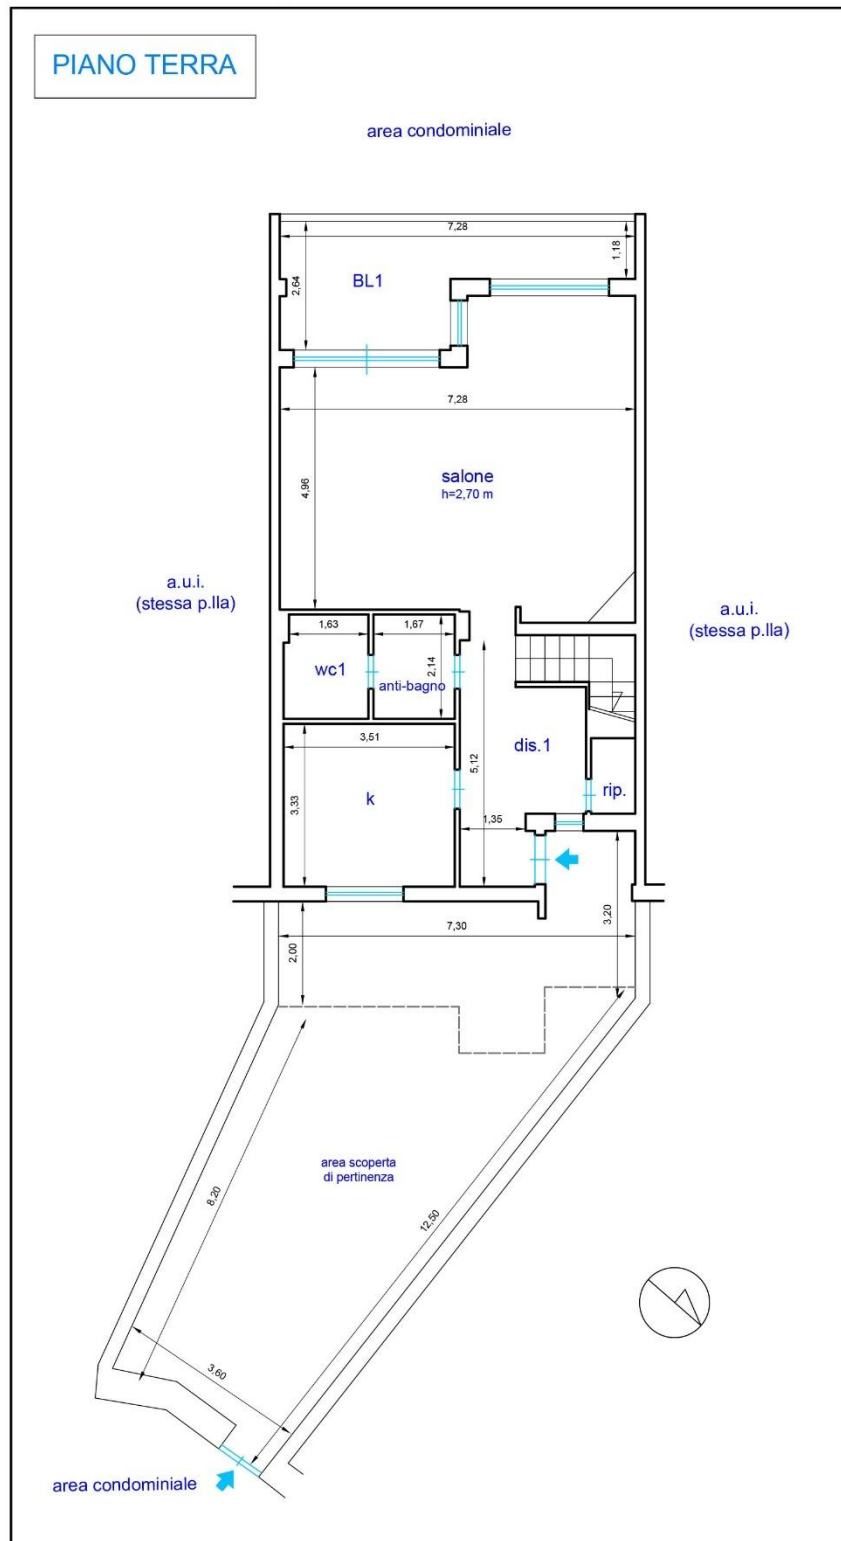 PIANO TERRA
area condominiale
7,28
1,18
2,64
BL1
7,28
4,96
salone
h=2,70 m
a.u.i.
(stessa p.lla)
a.u.i.
(stessa p.lla)
1,63
1,67
2,14
wc1
anti-bagno
3,51
5,12
dis.1
3,33
k
rip.
1,35
3,20
7,30
2,00
area scoperta
di pertinenza
8,20
12,50
3,60
area condominiale